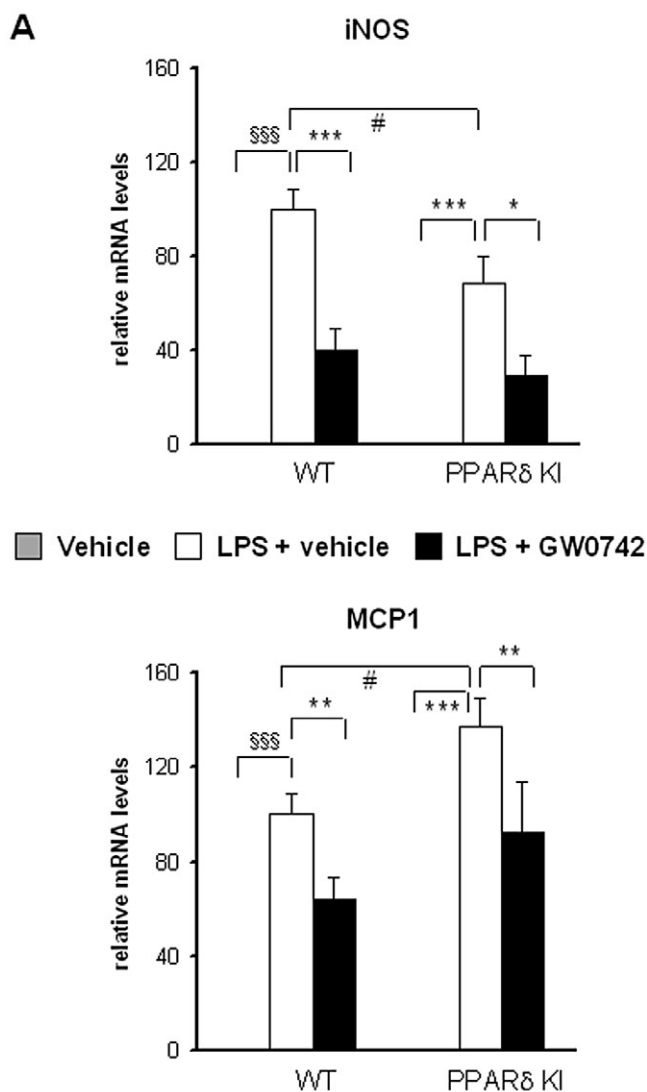 A
iNOS
relative mRNA levels
160
120
80
40
0
#
§§§
***
***
*
WT
PPARδ KI
Vehicle
LPS + vehicle
LPS + GW0742
MCP1
relative mRNA levels
160
120
80
40
0
#
**
***
**
§§§
WT
PPARδ KI